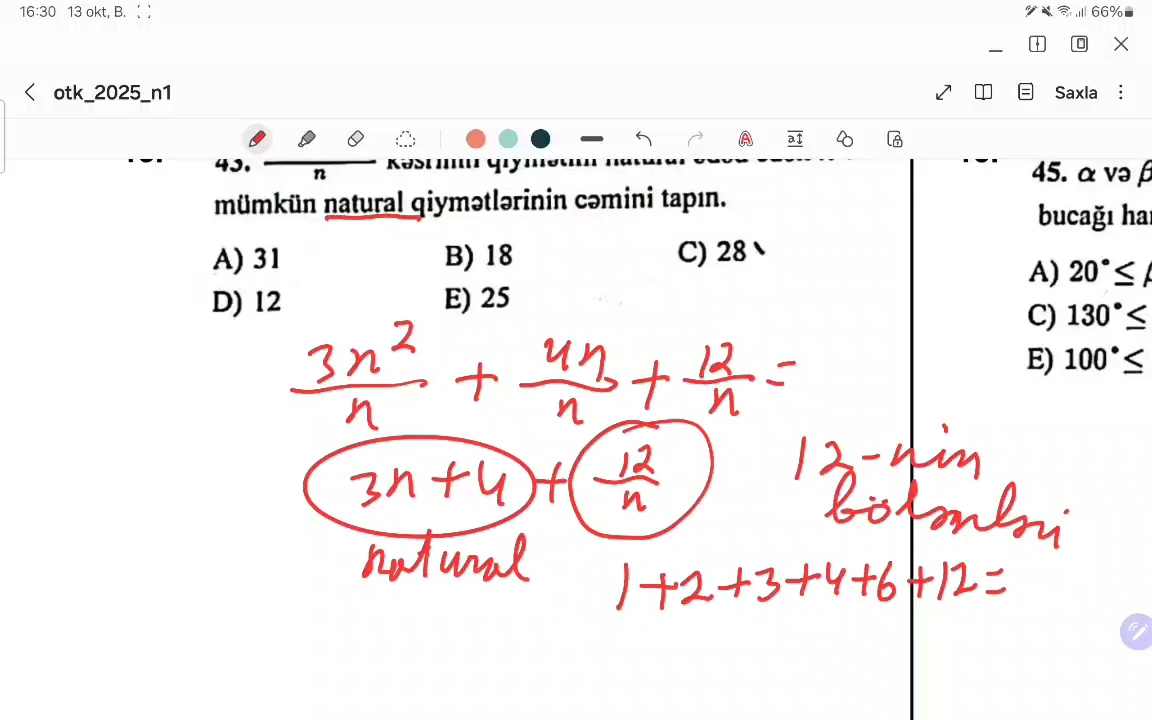 16:30 13 okt, B. 66%
otk_2025_n1 Saxla
n
mümkün natural qiymətlərinin cəmini tapın.
A) 31 B) 18 C) 28
D) 12 E) 25
3n²/n + 4n/n + 12/n =
3n+4 + 12/n
natural
12-nin
bölənləri
1+2+3+4+6+12=
45. α və β
bucağı
A) 20°≤
C) 130°≤
E) 100°≤